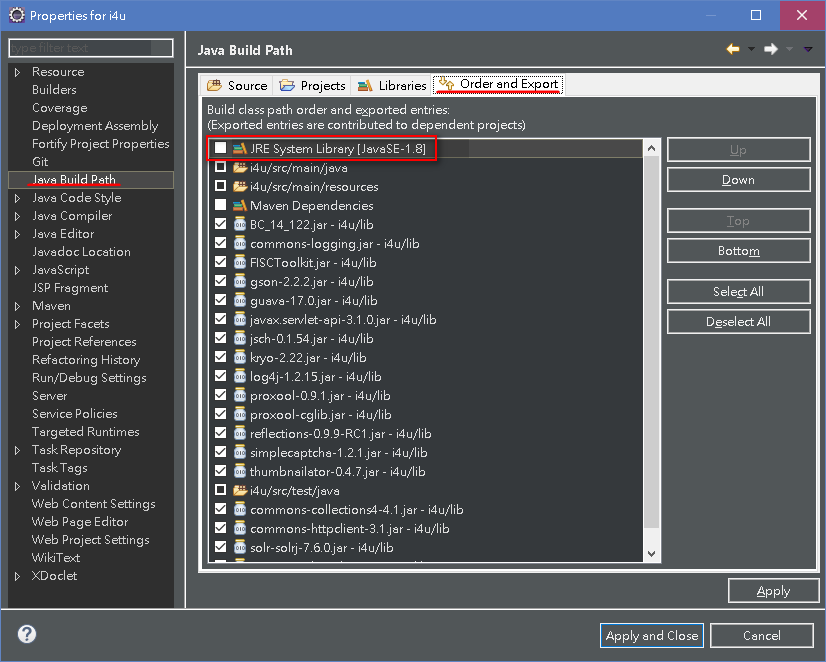 Properties for i4u
type filter text
Resource
Builders
Coverage
Deployment Assembly
Fortify Project Properties
Git
Java Build Path
Java Code Style
Java Compiler
Java Editor
Javadoc Location
JavaScript
JSP Fragment
Maven
Project Facets
Project References
Refactoring History
Run/Debug Settings
Server
Service Policies
Targeted Runtimes
Task Repository
Task Tags
Validation
Web Content Settings
Web Page Editor
Web Project Settings
WikiText
XDoclet
Java Build Path
Source Projects Libraries Order and Export
Build class path order and exported entries:
(Exported entries are contributed to dependent projects)
JRE System Library [JavaSE-1.8]
i4u/src/main/java
i4u/src/main/resources
Maven Dependencies
BC_14_122.jar - i4u/lib
commons-logging.jar - i4u/lib
FISCToolkit.jar - i4u/lib
gson-2.2.2.jar - i4u/lib
guava-17.0.jar - i4u/lib
javax.servlet-api-3.1.0.jar - i4u/lib
jsch-0.1.54.jar - i4u/lib
kryo-2.22.jar - i4u/lib
log4j-1.2.15.jar - i4u/lib
proxool-0.9.1.jar - i4u/lib
proxool-cglib.jar - i4u/lib
reflections-0.9.9-RC1.jar - i4u/lib
simplecaptcha-1.2.1.jar - i4u/lib
thumbnailator-0.4.7.jar - i4u/lib
i4u/src/test/java
commons-collections4-4.1.jar - i4u/lib
commons-httpclient-3.1.jar - i4u/lib
solr-solrj-7.6.0.jar - i4u/lib
Up
Down
Top
Bottom
Select All
Deselect All
Apply
?
Apply and Close Cancel